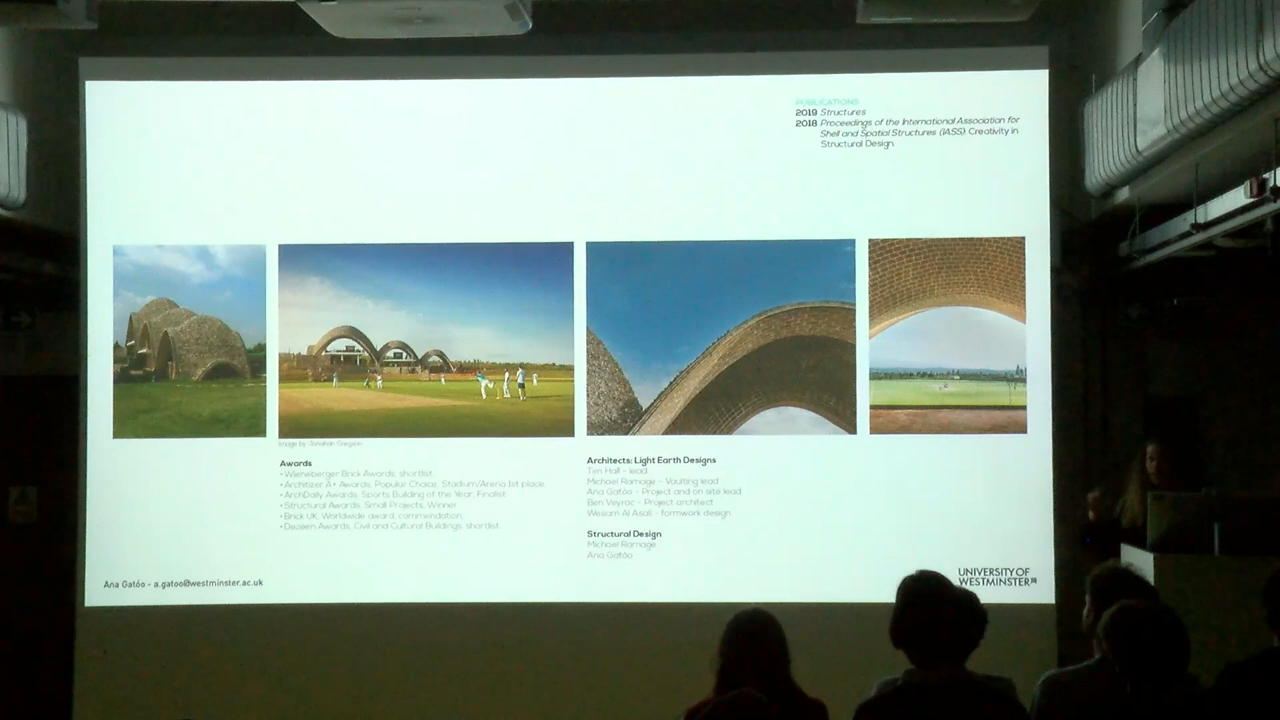 PUBLICATIONS
2019 Structures
2018 Proceedings of the International Association for
Shell and Spatial Structures (IASS). Creativity in
Structural Design.
Image by Jonathan Gregson
Awards
• Wienerberger Brick Awards, shortlist.
• Architizer A+ Awards, Popular Choice, Stadium/Arena 1st place.
• ArchDaily Awards, Sports Building of the Year, Finalist.
• Structural Awards, Small Projects, Winner
• Brick UK, Worldwide award, commendation,
• Dezeen Awards, Civil and Cultural Buildings, shortlist.
Architects: Light Earth Designs
Tim Hall - lead
Michael Ramage - Vaulting lead
Ana Gatóo - Project and on site lead
Ben Veyrac - Project architect
Wesam Al Asali - formwork design
Structural Design
Michael Ramage
Ana Gatóo
Ana Gatóo - a.gatoo@westminster.ac.uk
UNIVERSITY OF
WESTMINSTER